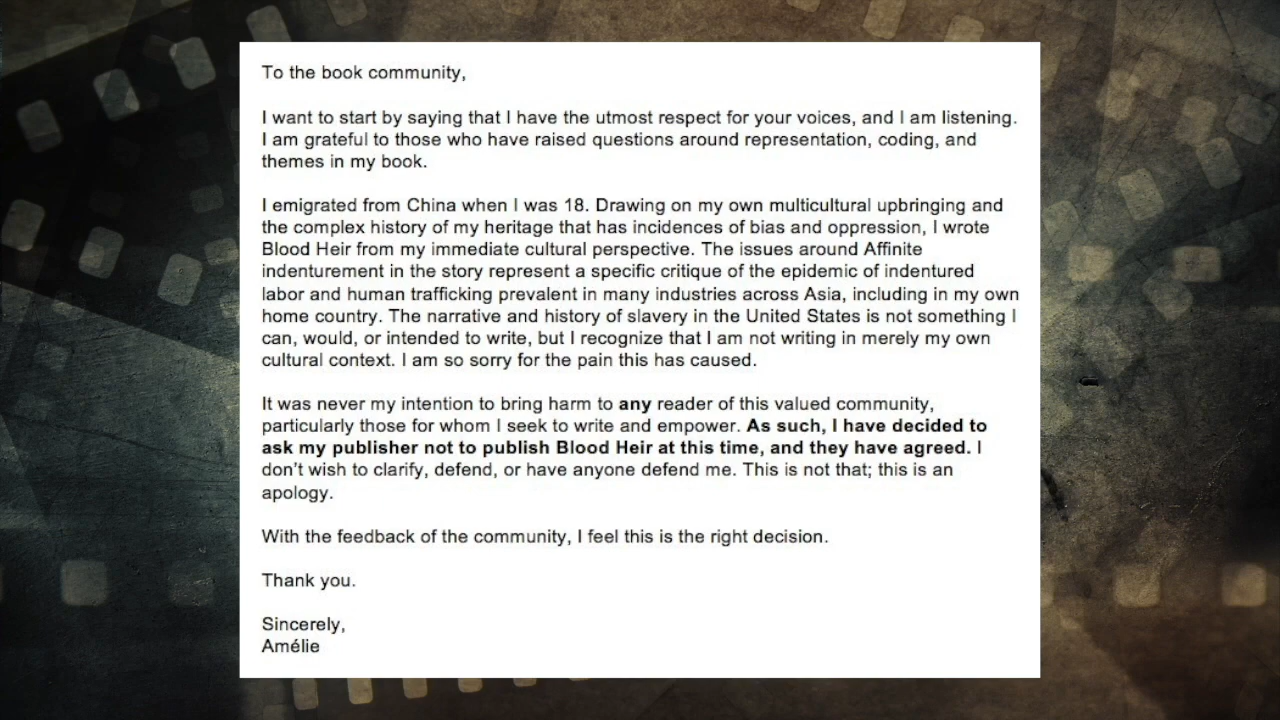 To the book community,
I want to start by saying that I have the utmost respect for your voices, and I am listening.
I am grateful to those who have raised questions around representation, coding, and
themes in my book.
I emigrated from China when I was 18. Drawing on my own multicultural upbringing and
the complex history of my heritage that has incidences of bias and oppression, I wrote
Blood Heir from my immediate cultural perspective. The issues around Affinite
indenturement in the story represent a specific critique of the epidemic of indentured
labor and human trafficking prevalent in many industries across Asia, including in my own
home country. The narrative and history of slavery in the United States is not something I
can, would, or intended to write, but I recognize that I am not writing in merely my own
cultural context. I am so sorry for the pain this has caused.
It was never my intention to bring harm to any reader of this valued community,
particularly those for whom I seek to write and empower. As such, I have decided to
ask my publisher not to publish Blood Heir at this time, and they have agreed. I
don't wish to clarify, defend, or have anyone defend me. This is not that; this is an
apology.
With the feedback of the community, I feel this is the right decision.
Thank you.
Sincerely,
Amélie